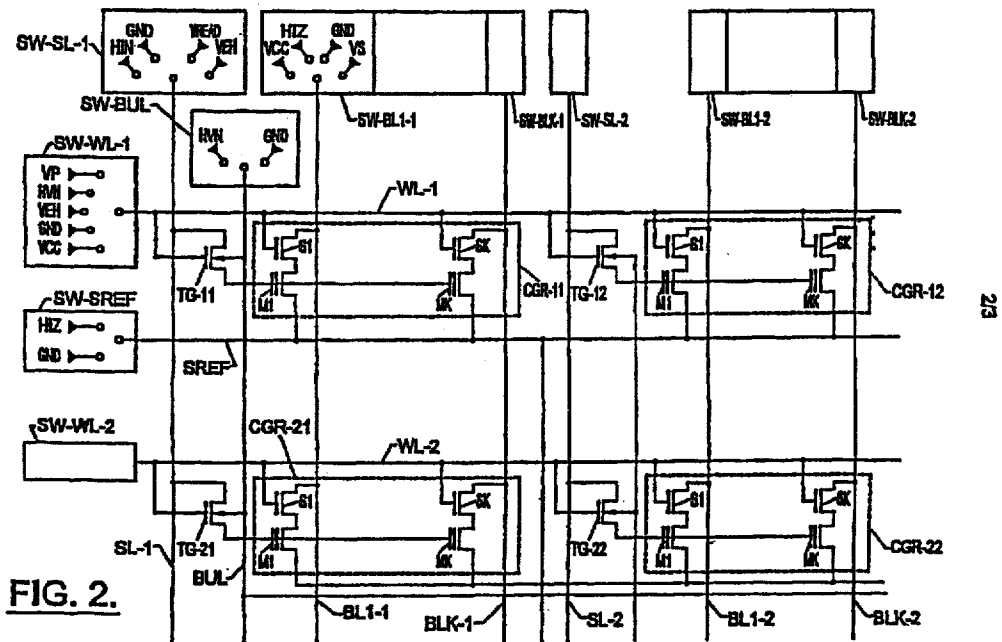 SW-SL-1
HIN
GND
VREAD
VEH
VCC
HIZ
GND
VS
SW-BUL
HVN
GND
SW-BL1-1
SW-BLK-1
SW-SL-2
SW-BL1-2
SW-BLK-2
SW-WL-1
VP
HVN
VEH
GND
VCC
WL-1
S1
SK
S1
SK
TG-11
M1
MK
CGR-11
TG-12
M1
MK
CGR-12
2/3
SW-SREF
HIZ
GND
SREF
SW-WL-2
CGR-21
WL-2
S1
SK
S1
SK
TG-21
M1
MK
TG-22
M1
MK
CGR-22
SL-1
BUL
FIG. 2.
BL1-1
BLK-1
SL-2
BL1-2
BLK-2